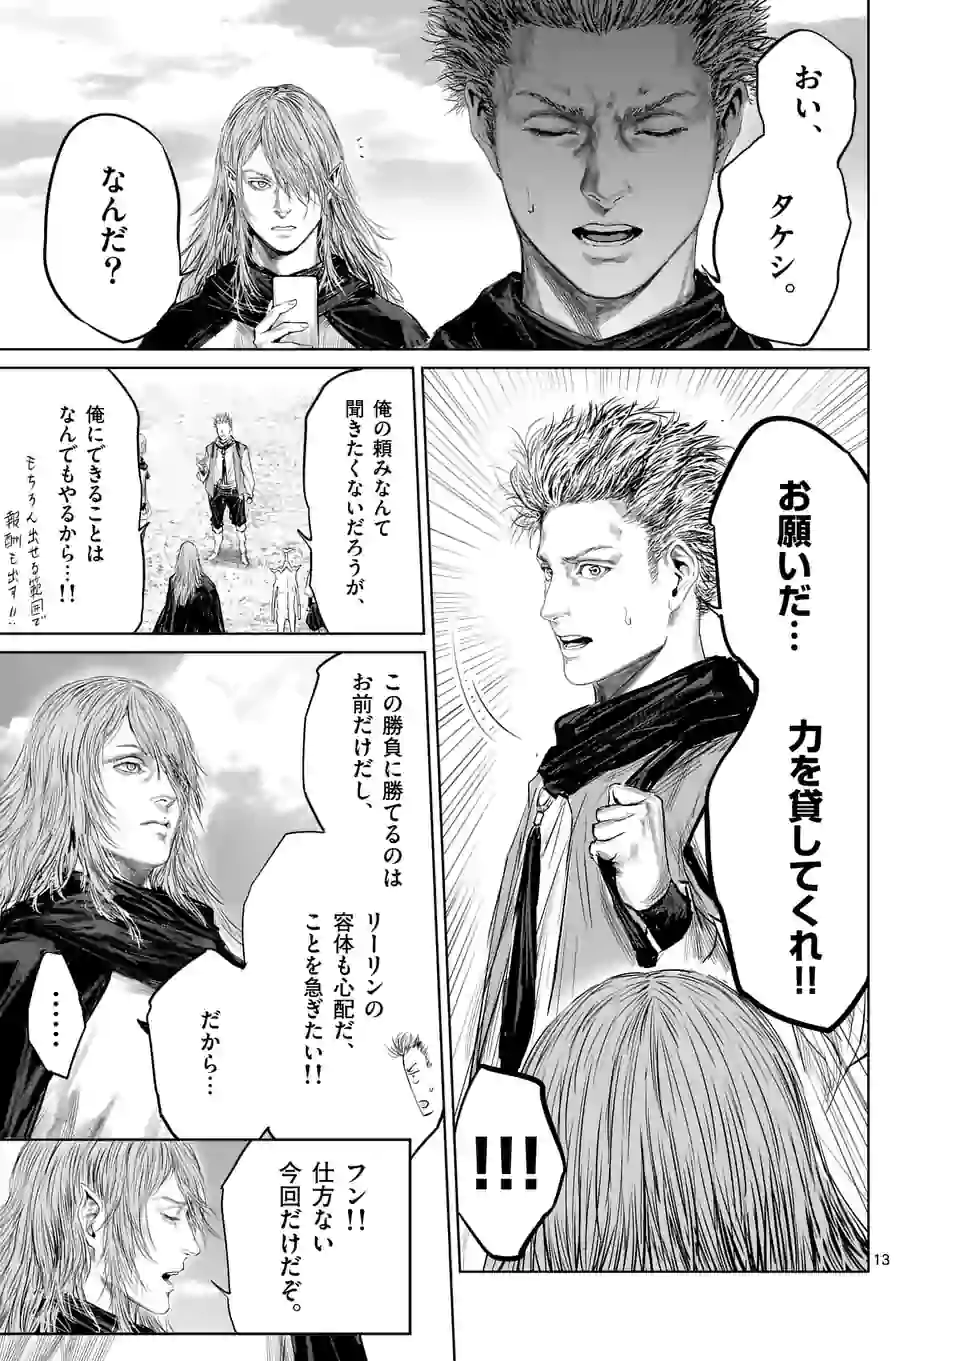 おい、
タケシ。
なんだ？
お願いだ…
力を貸してくれ!!
!!!
俺の頼みなんて
聞きたくないだろうが、
俺にできることは
なんでもやるから…!!
もちろん出せる範囲で
報酬も出す!!
この勝負に勝てるのは
お前だけだし、
リーリンの
容体も心配だ、
ことを急ぎたい!!
だから…
……
フン!!
仕方ない
今回だけだぞ。
13